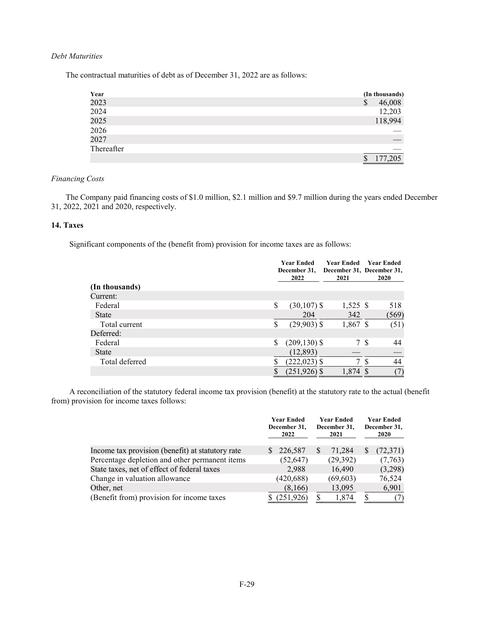 Debt Maturities
The contractual maturities of debt as of December 31, 2022 are as follows:
Year (In thousands)
2023 $ 46,008
2024 12,203
2025 118,994
2026 —
2027 —
Thereafter —
$ 177,205
Financing Costs
The Company paid financing costs of $1.0 million, $2.1 million and $9.7 million during the years ended December
31, 2022, 2021 and 2020, respectively.
14. Taxes
Significant components of the (benefit from) provision for income taxes are as follows:
Year Ended Year Ended Year Ended
December 31, December 31, December 31,
2022 2021 2020
(In thousands)
Current:
Federal $ (30,107) $ 1,525 $ 518
State 204 342 (569)
Total current $ (29,903) $ 1,867 $ (51)
Deferred:
Federal $ (209,130) $ 7 $ 44
State (12,893) — —
Total deferred $ (222,023) $ 7 $ 44
$ (251,926) $ 1,874 $ (7)
A reconciliation of the statutory federal income tax provision (benefit) at the statutory rate to the actual (benefit
from) provision for income taxes follows:
Year Ended Year Ended Year Ended
December 31, December 31, December 31,
2022 2021 2020
Income tax provision (benefit) at statutory rate $ 226,587 $ 71,284 $ (72,371)
Percentage depletion and other permanent items (52,647) (29,392) (7,763)
State taxes, net of effect of federal taxes 2,988 16,490 (3,298)
Change in valuation allowance (420,688) (69,603) 76,524
Other, net (8,166) 13,095 6,901
(Benefit from) provision for income taxes $ (251,926) $ 1,874 $ (7)
F-29